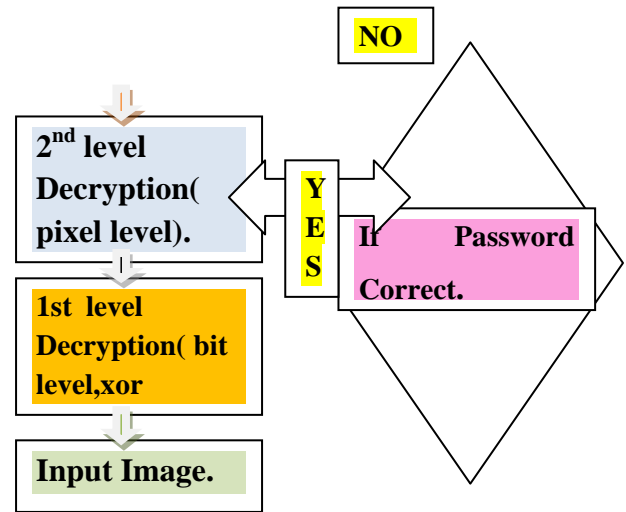 NO
2nd level
Decryption(
pixel level).
Y
E
S
If Password
Correct.
1st level
Decryption( bit
level,xor
Input Image.